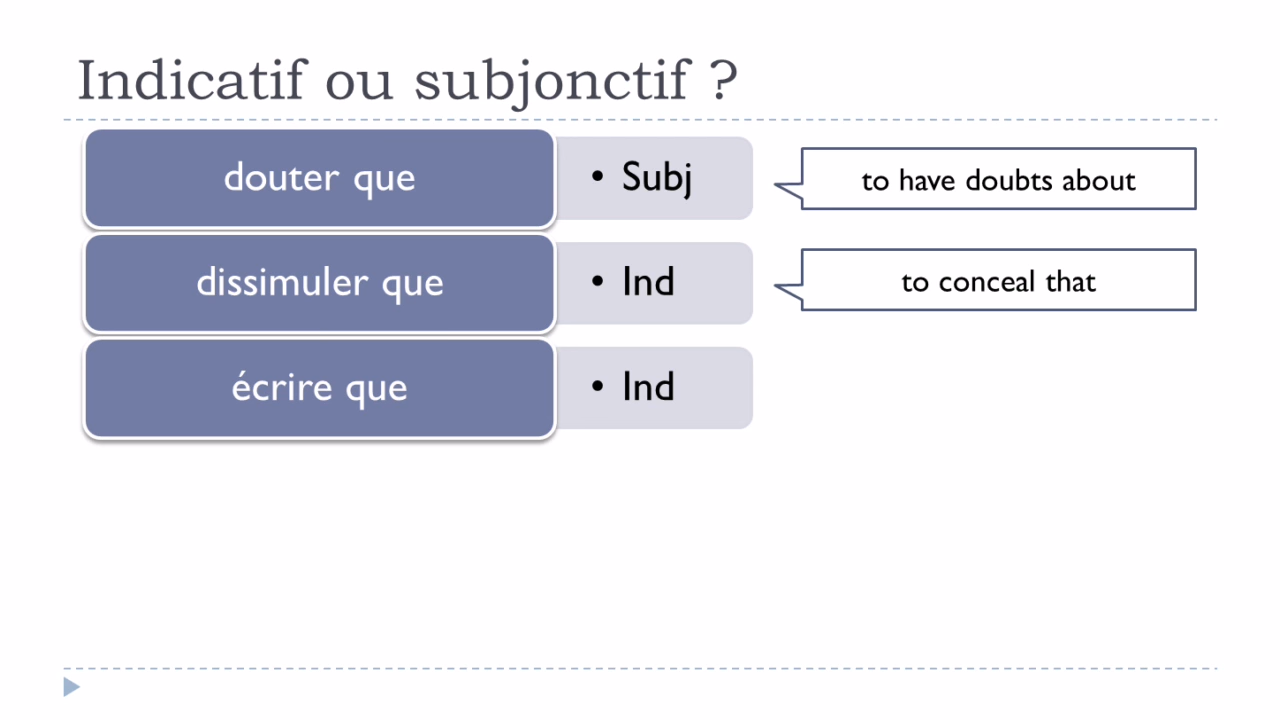 Indicatif ou subjonctif ?
douter que
• Subj
to have doubts about
dissimuler que
• Ind
to conceal that
écrire que
• Ind